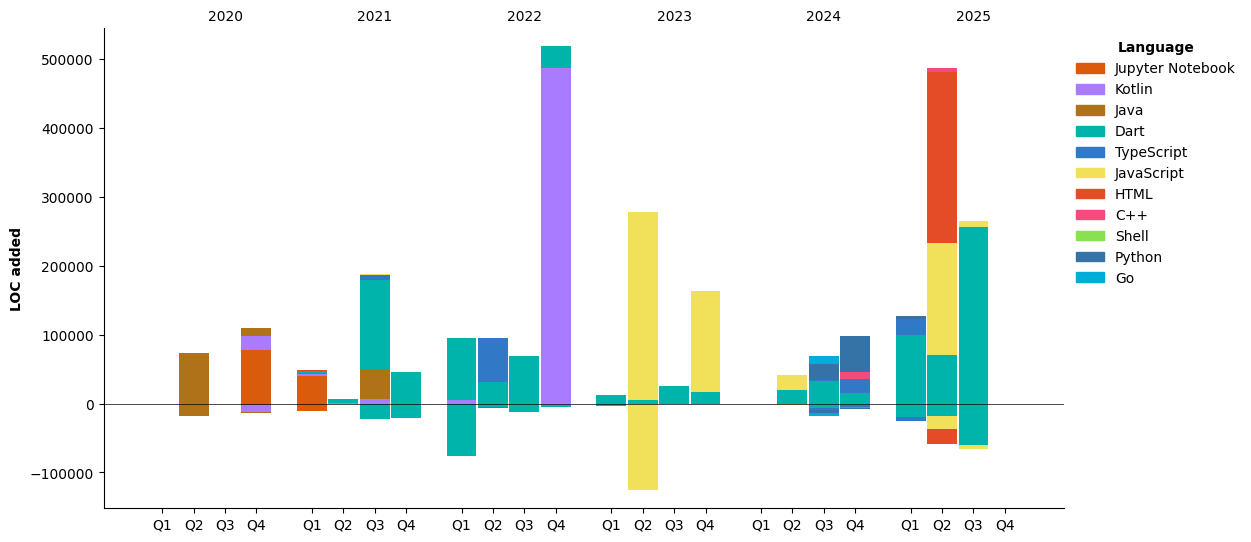 2020 2021 2022 2023 2024 2025
500000
400000
300000
200000
100000
0
−100000
LOC added
Q1 Q2 Q3 Q4 Q1 Q2 Q3 Q4 Q1 Q2 Q3 Q4 Q1 Q2 Q3 Q4 Q1 Q2 Q3 Q4 Q1 Q2 Q3 Q4
Language
Jupyter Notebook
Kotlin
Java
Dart
TypeScript
JavaScript
HTML
C++
Shell
Python
Go